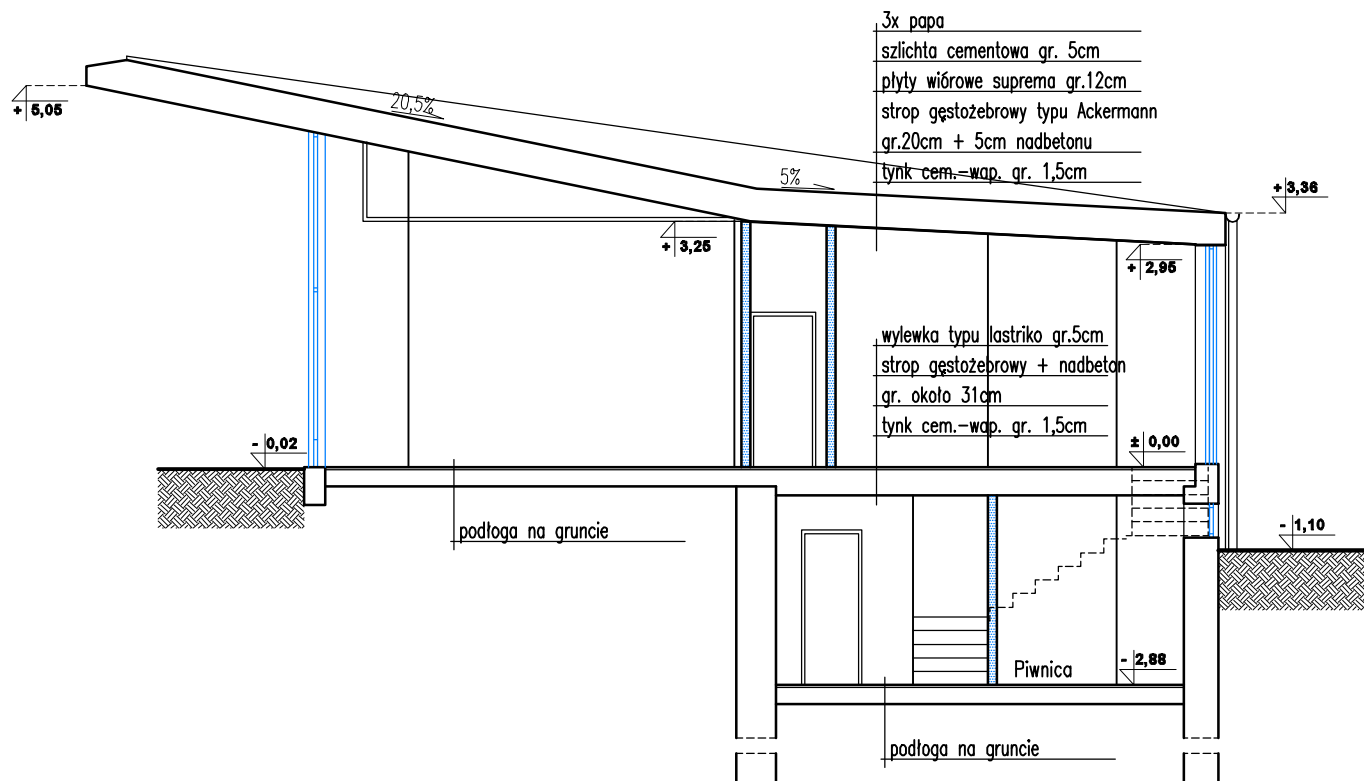 3x papa
szlichta cementowa gr. 5cm
płyty wiórowe suprema gr.12cm
strop gęstożebrowy typu Ackermann
gr.20cm + 5cm nadbetonu
tynk cem.-wap. gr. 1,5cm
+ 5,05
20,5%
5%
+ 3,36
+ 3,25
+ 2,95
wylewka typu lastriko gr.5cm
strop gęstożebrowy + nadbeton
gr. około 31cm
tynk cem.-wap. gr. 1,5cm
- 0,02
± 0,00
podłoga na gruncie
- 1,10
Piwnica
- 2,88
podłoga na gruncie